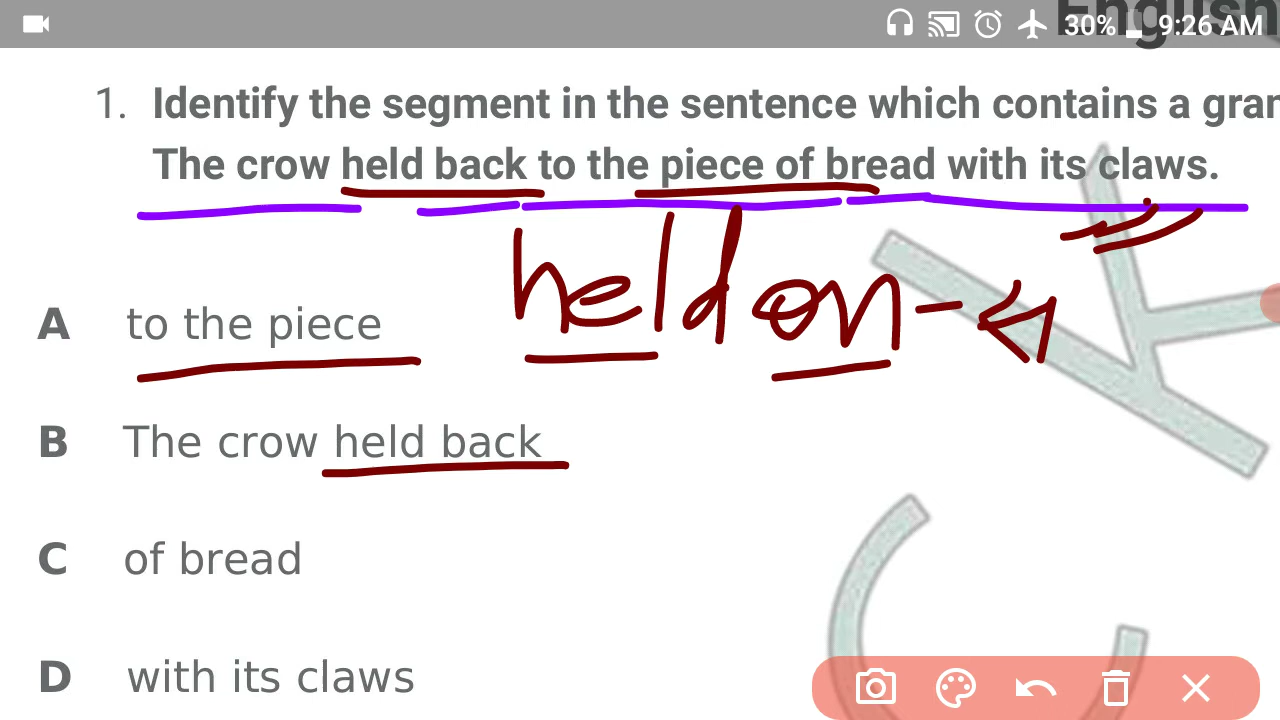 English
30% 9:26 AM
1. Identify the segment in the sentence which contains a gran
The crow held back to the piece of bread with its claws.
held on -
A to the piece
B The crow held back
C of bread
D with its claws